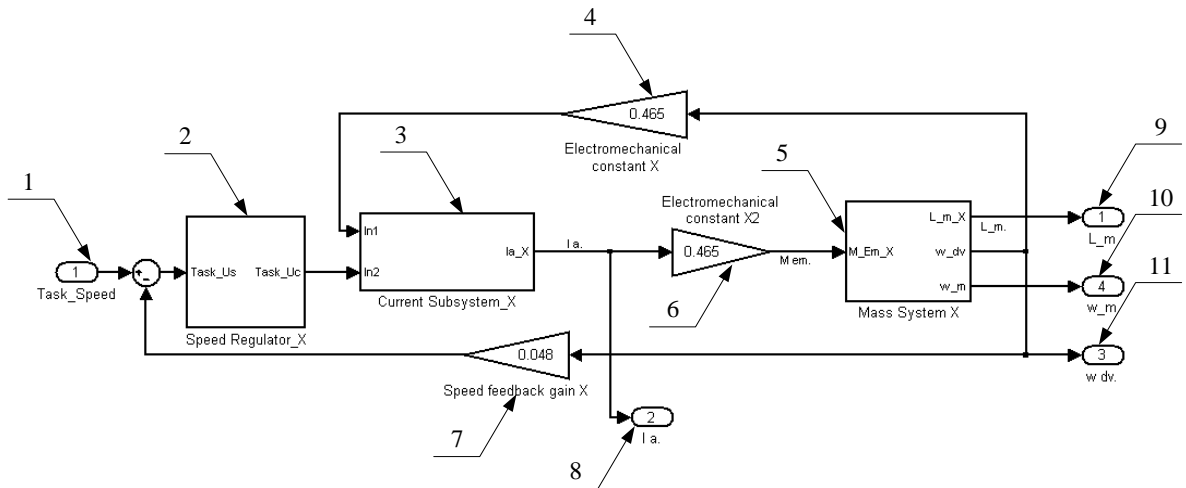 4
0.465
Electromechanical
constant X
1
1
Task_Speed
2
Task_Us
Task_Uc
Speed Regulator_X
3
In1
In2
Ia_X
Current Subsystem_X
I a.
Electromechanical
constant X2
0.465
M em.
6
5
M_Em_X
L_m_X
w_dv
w_m
Mass System X
L_m.
9
1
L_m
10
4
w_m
11
3
w dv.
0.048
Speed feedback gain X
7
2
I a.
8